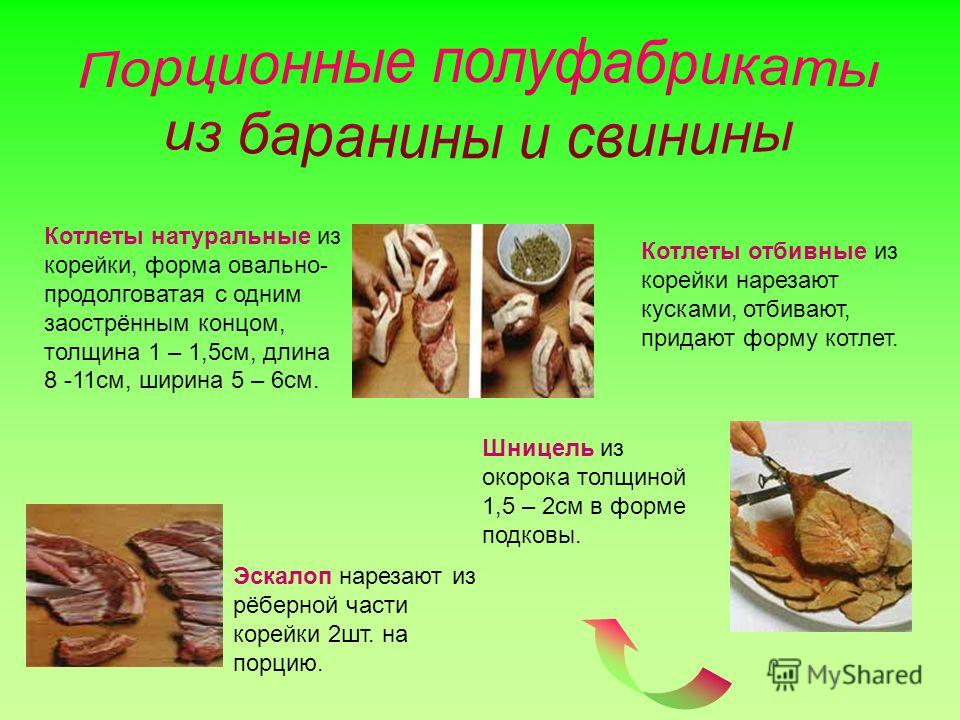 Порционные полуфабрикаты
из баранины и свинины
Котлеты натуральные из
корейки, форма овально-
продолговатая с одним
заострённым концом,
толщина 1 – 1,5см, длина
8 -11см, ширина 5 – 6см.
Котлеты отбивные из
корейки нарезают
кусками, отбивают,
придают форму котлет.
Шницель из
окорока толщиной
1,5 – 2см в форме
подковы.
Эскалоп нарезают из
рёберной части
корейки 2шт. на
порцию.
MyShared